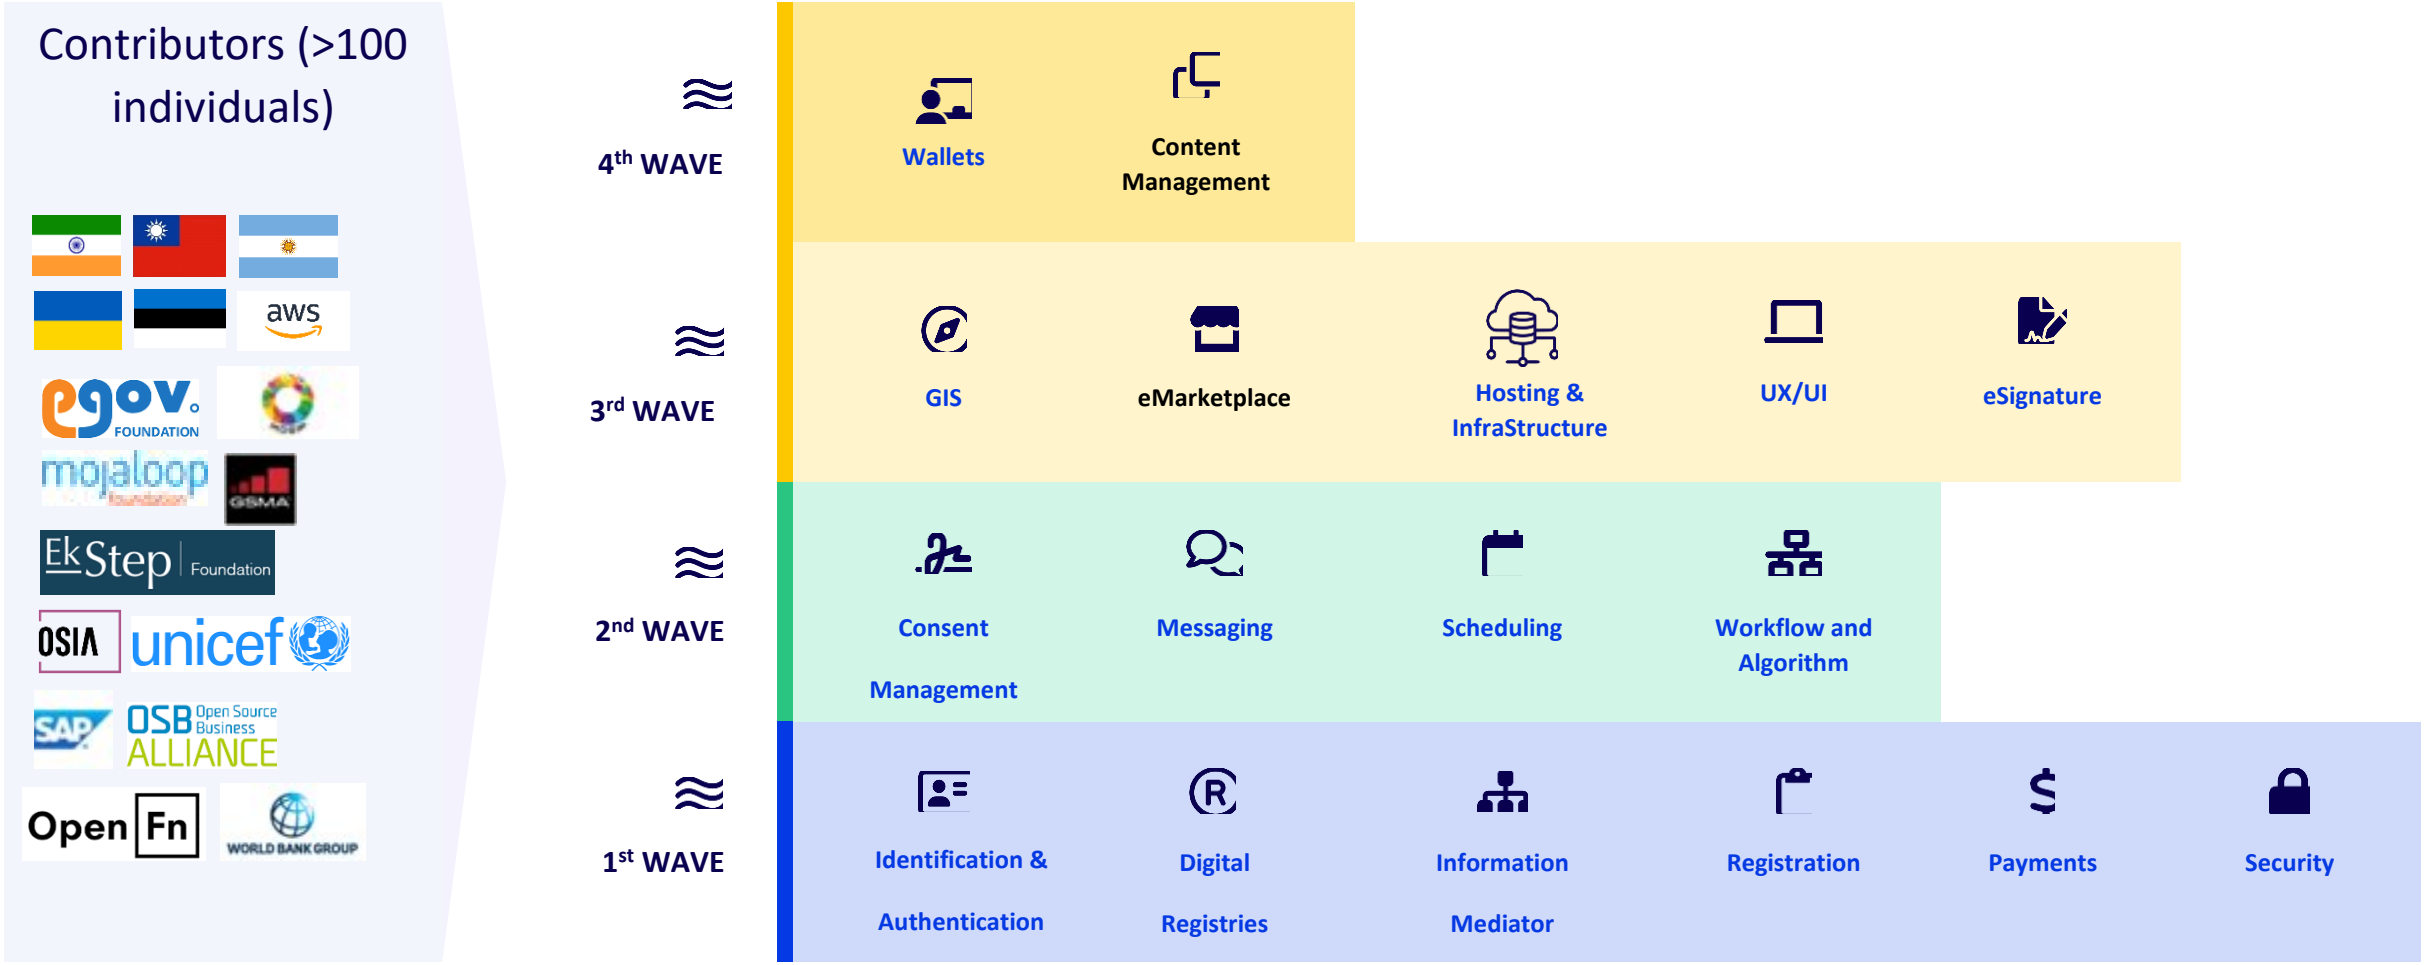 Contributors (>100
individuals)
aws
egov.
FOUNDATION
mojaloop
foundation
GSMA
EkStep Foundation
OSIA
unicef
SAP
OSB Open Source
Business
ALLIANCE
Open Fn
WORLD BANK GROUP
4th WAVE
Wallets
Content
Management
3rd WAVE
GIS
eMarketplace
Hosting &
InfraStructure
UX/UI
eSignature
2nd WAVE
Consent
Management
Messaging
Scheduling
Workflow and
Algorithm
1st WAVE
Identification &
Authentication
R
Digital
Registries
Information
Mediator
Registration
$
Payments
Security